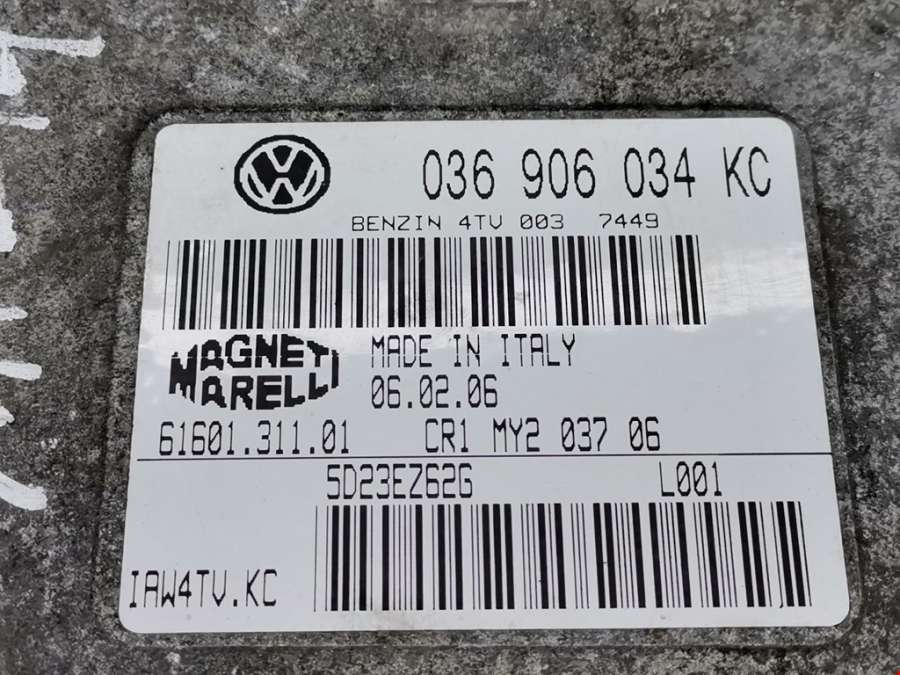 036 906 034 KC
BENZIN 4TV 003 7449
MAGNETI MARELLI
MADE IN ITALY
06.02.06
61601.311.01 CR1 MY2 037 06
5D23EZ62G L001
IAW4TV.KC